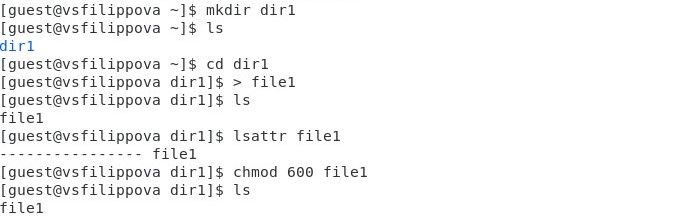 [guest@vsfilippova ~]$ mkdir dir1
[guest@vsfilippova ~]$ ls
dir1
[guest@vsfilippova ~]$ cd dir1
[guest@vsfilippova dir1]$ > file1
[guest@vsfilippova dir1]$ ls
file1
[guest@vsfilippova dir1]$ lsattr file1
---------------- file1
[guest@vsfilippova dir1]$ chmod 600 file1
[guest@vsfilippova dir1]$ ls
file1